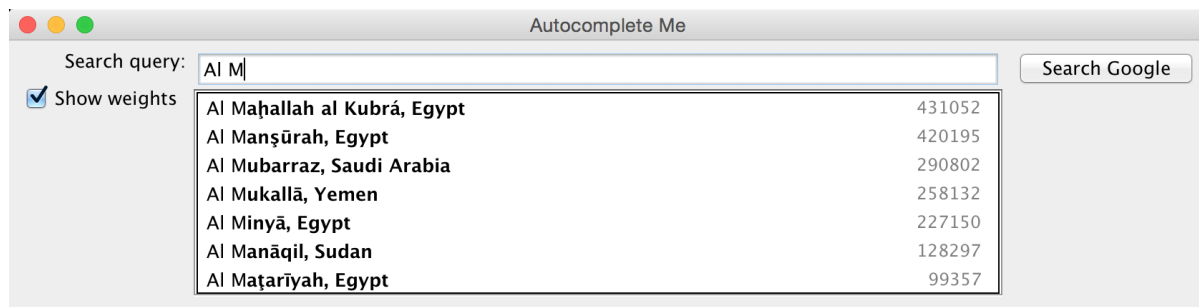 Autocomplete Me
Search query: Al M Search Google
Show weights
Al Maḩallah al Kubrá, Egypt 431052
Al Manşūrah, Egypt 420195
Al Mubarraz, Saudi Arabia 290802
Al Mukallā, Yemen 258132
Al Minyā, Egypt 227150
Al Manāqil, Sudan 128297
Al Maţarīyah, Egypt 99357